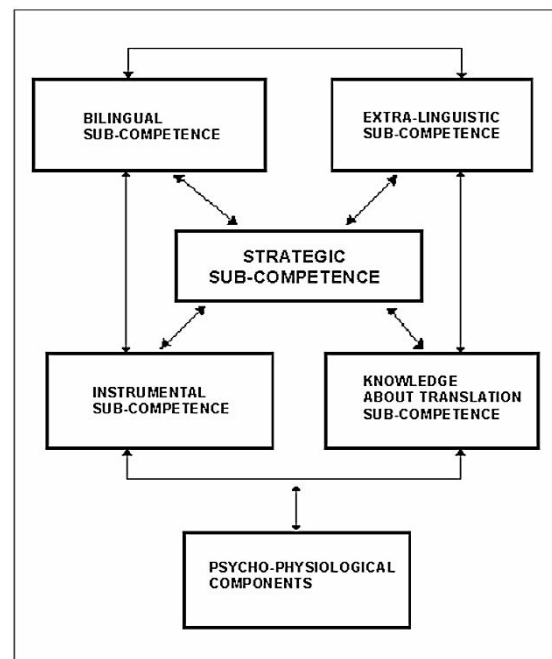 BILINGUAL
SUB-COMPETENCE
EXTRA-LINGUISTIC
SUB-COMPETENCE
STRATEGIC
SUB-COMPETENCE
INSTRUMENTAL
SUB-COMPETENCE
KNOWLEDGE
ABOUT TRANSLATION
SUB-COMPETENCE
PSYCHO-PHYSIOLOGICAL
COMPONENTS